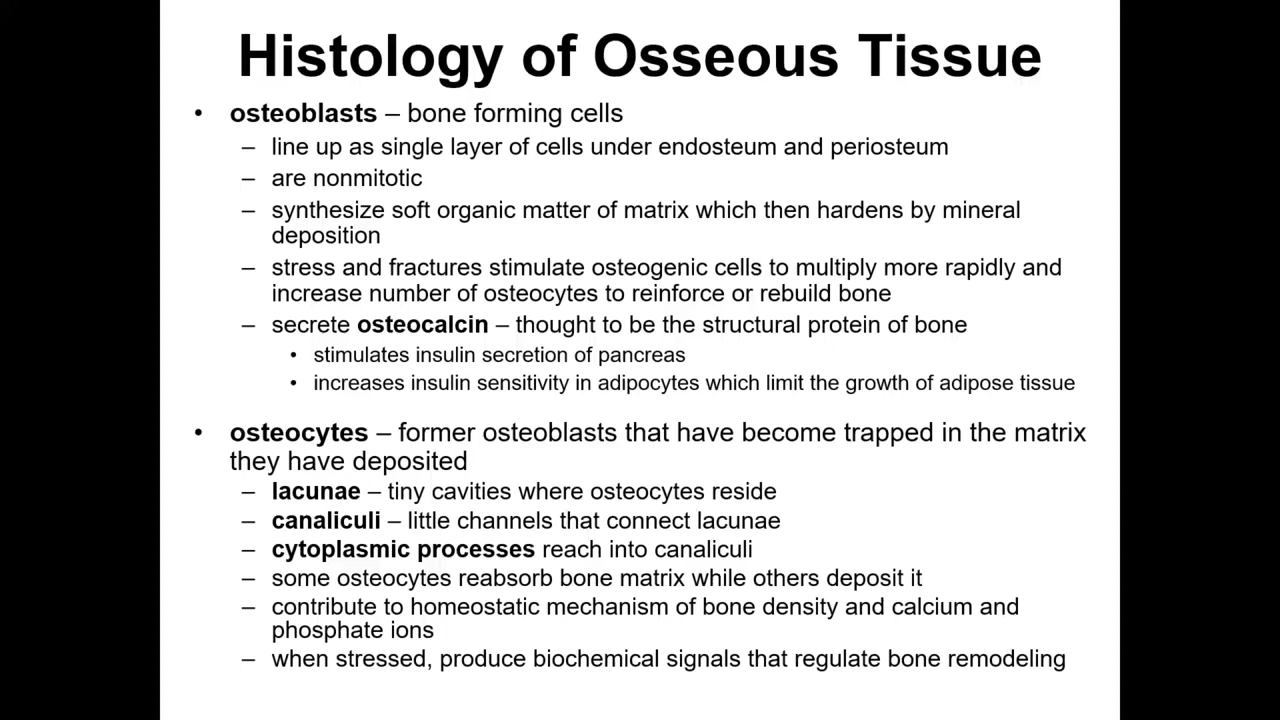 Histology of Osseous Tissue
• osteoblasts – bone forming cells
– line up as single layer of cells under endosteum and periosteum
– are nonmitotic
– synthesize soft organic matter of matrix which then hardens by mineral
deposition
– stress and fractures stimulate osteogenic cells to multiply more rapidly and
increase number of osteocytes to reinforce or rebuild bone
– secrete osteocalcin – thought to be the structural protein of bone
• stimulates insulin secretion of pancreas
• increases insulin sensitivity in adipocytes which limit the growth of adipose tissue
• osteocytes – former osteoblasts that have become trapped in the matrix
they have deposited
– lacunae – tiny cavities where osteocytes reside
– canaliculi – little channels that connect lacunae
– cytoplasmic processes reach into canaliculi
– some osteocytes reabsorb bone matrix while others deposit it
– contribute to homeostatic mechanism of bone density and calcium and
phosphate ions
– when stressed, produce biochemical signals that regulate bone remodeling